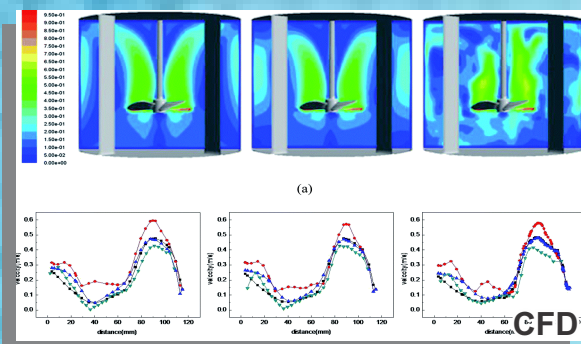 9.50e-01
9.00e-01
8.50e-01
8.00e-01
7.50e-01
7.00e-01
6.50e-01
6.00e-01
5.50e-01
5.00e-01
4.50e-01
4.00e-01
3.50e-01
3.00e-01
2.50e-01
2.00e-01
1.50e-01
1.00e-01
5.00e-02
0.00e+00
(a)
0.6
0.5
0.4
0.3
0.2
0.1
0.0
0 20 40 60 80 100 120
distance(mm)
0.6
0.5
0.4
0.3
0.2
0.1
0.0
0 20 40 60 80 100 120
distance(mm)
0.6
0.5
0.4
0.3
0.2
0.1
0.0
0 20 40 60
CFD